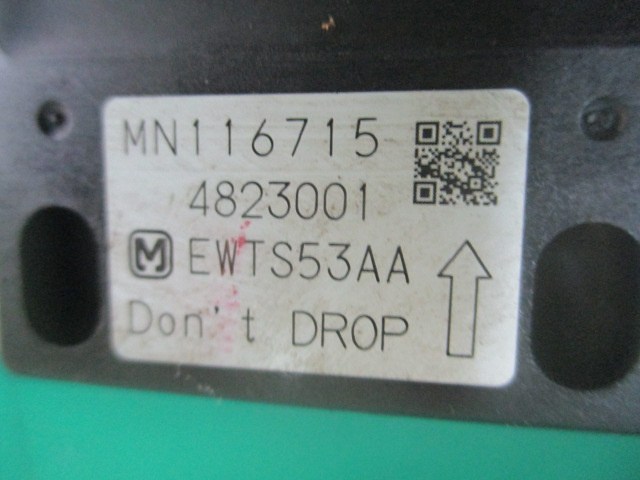 MN116715
4823001
M EWTS53AA
Don't DROP